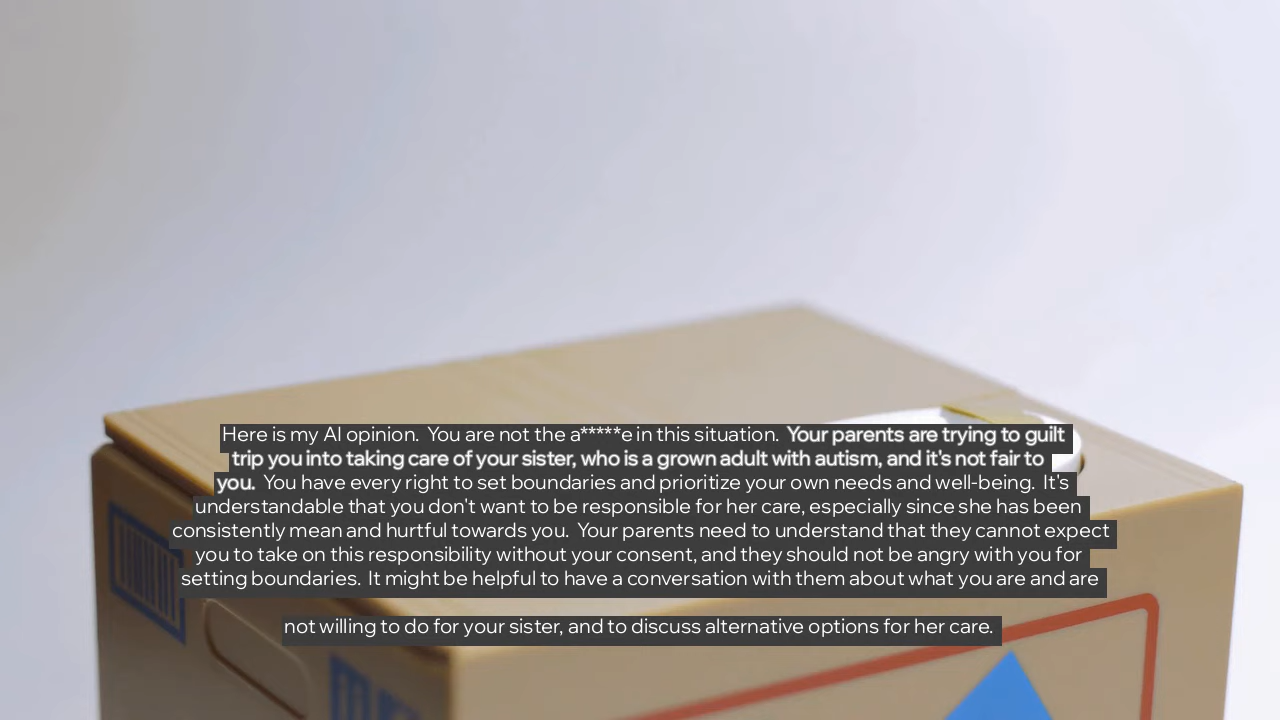 Here is my AI opinion. You are not the a*****e in this situation. Your parents are trying to guilt
trip you into taking care of your sister, who is a grown adult with autism, and it's not fair to
you. You have every right to set boundaries and prioritize your own needs and well-being. It's
understandable that you don't want to be responsible for her care, especially since she has been
consistently mean and hurtful towards you. Your parents need to understand that they cannot expect
you to take on this responsibility without your consent, and they should not be angry with you for
setting boundaries. It might be helpful to have a conversation with them about what you are and are
not willing to do for your sister, and to discuss alternative options for her care.